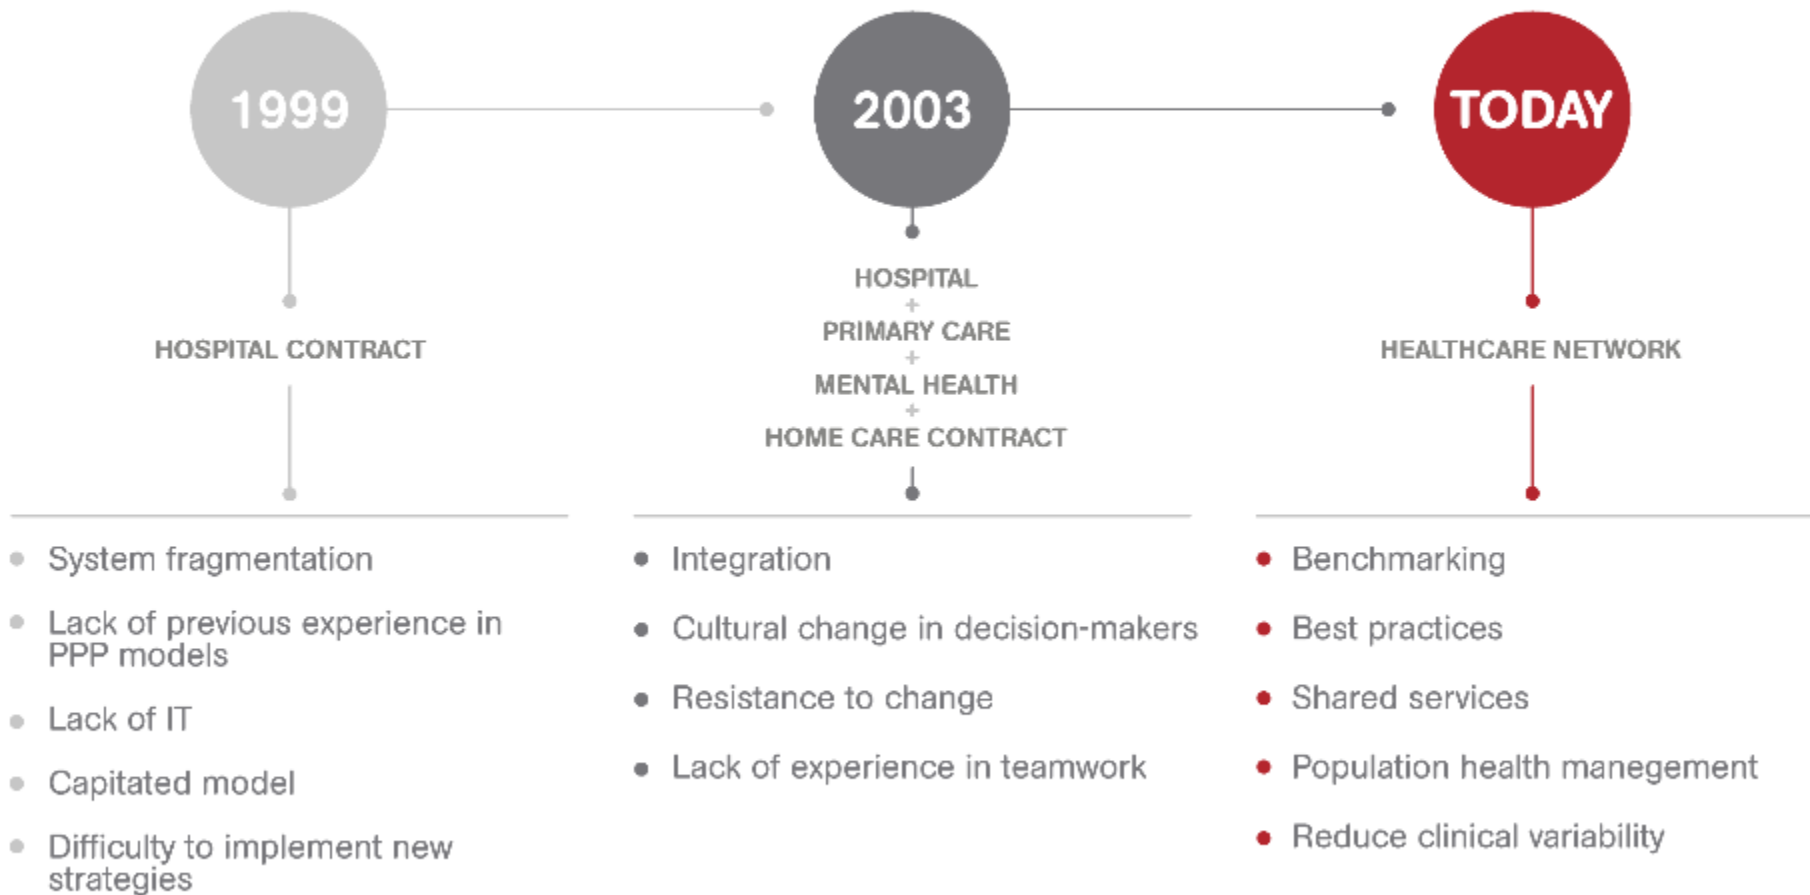 1999
2003
TODAY
HOSPITAL CONTRACT
HOSPITAL
+
PRIMARY CARE
+
MENTAL HEALTH
+
HOME CARE CONTRACT
HEALTHCARE NETWORK
System fragmentation
Lack of previous experience in
PPP models
Lack of IT
Capitated model
Difficulty to implement new
strategies
Integration
Cultural change in decision-makers
Resistance to change
Lack of experience in teamwork
Benchmarking
Best practices
Shared services
Population health manegement
Reduce clinical variability